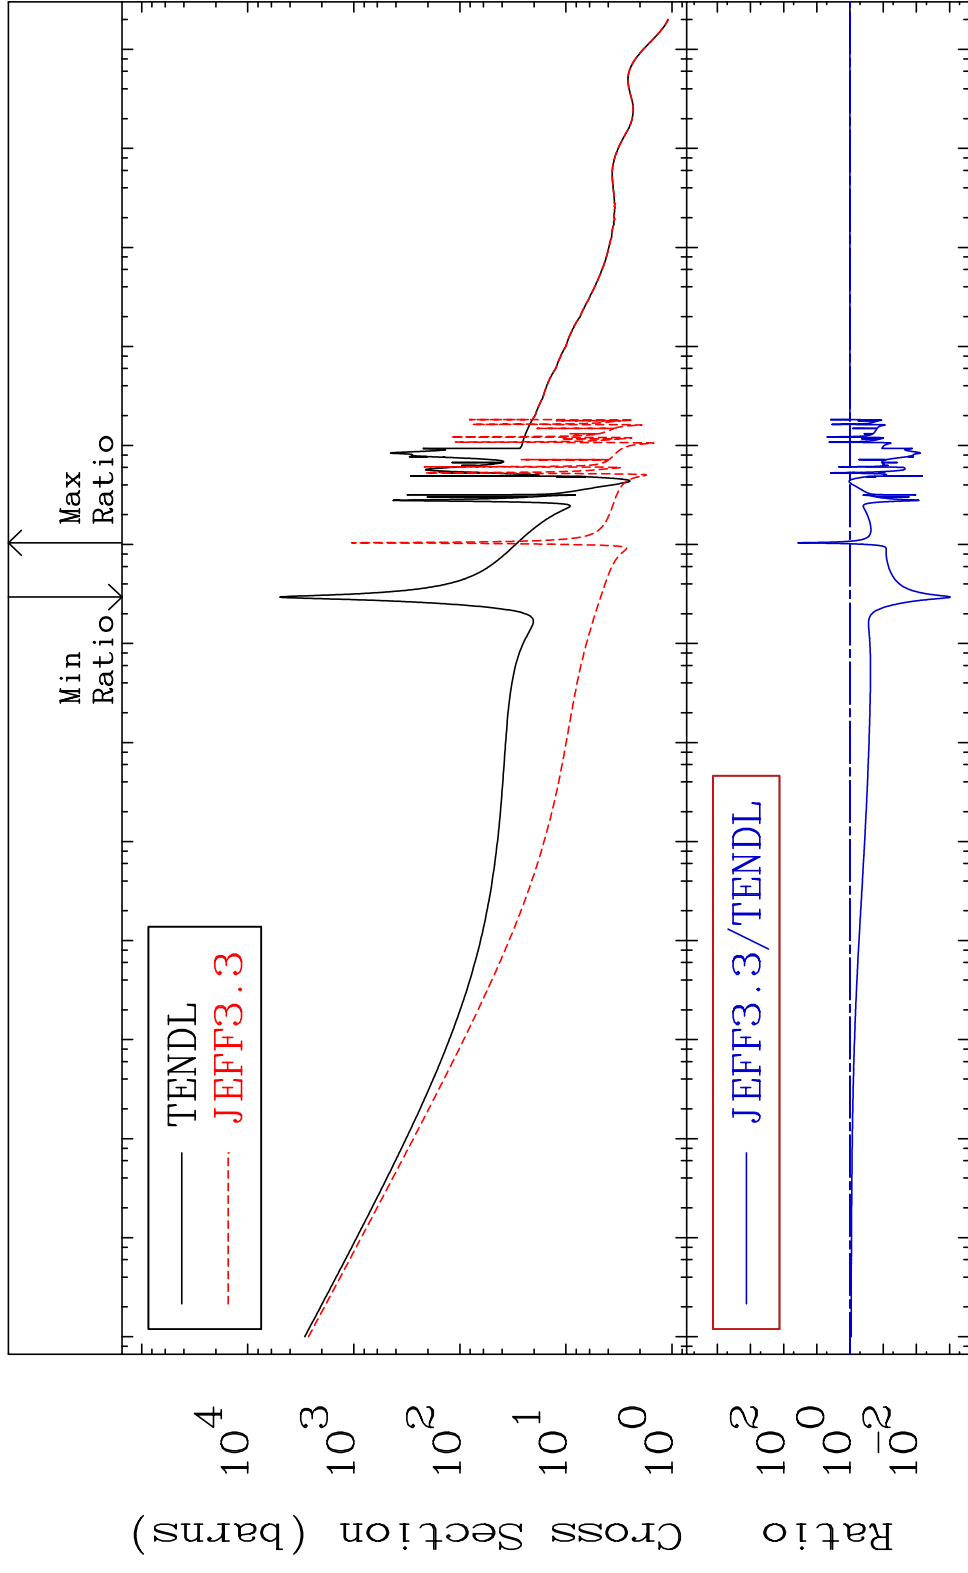 Min
Ratio
Max
Ratio
TENDL
JEFF3.3
10 4
10 3
10 2
10 1
10 0
Cross Section (barns)
JEFF3.3/TENDL
10 2
10 0
10 -2
Ratio